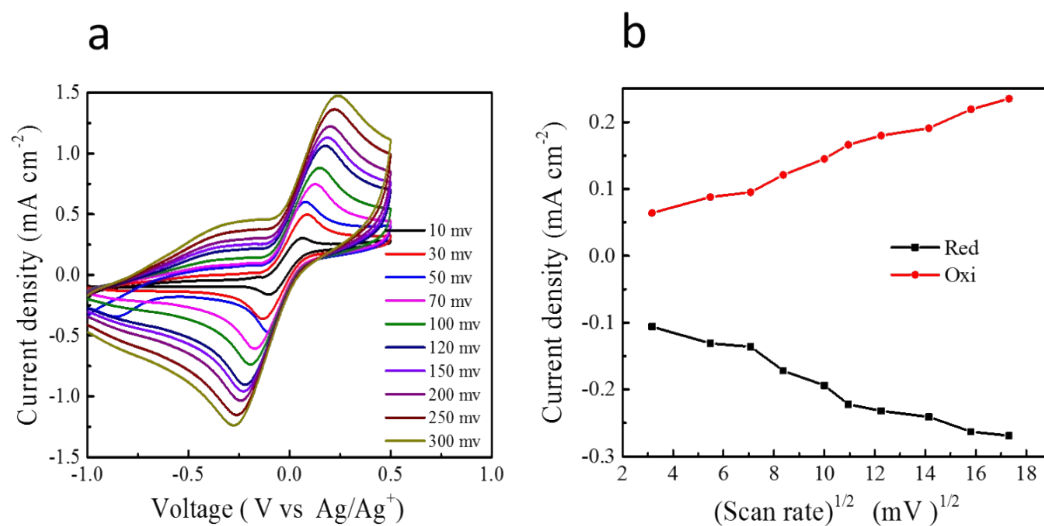 a
1.5
1.0
0.5
0.0
-0.5
-1.0
-1.5
-1.0
-0.5
0.0
0.5
1.0
Current density (mA cm⁻²)
Voltage ( V vs Ag/Ag⁺)
10 mv
30 mv
50 mv
70 mv
100 mv
120 mv
150 mv
200 mv
250 mv
300 mv
b
0.2
0.1
0.0
-0.1
-0.2
-0.3
2
4
6
8
10
12
14
16
18
Current density (mA cm⁻²)
(Scan rate)^1/2 (mV )^1/2
Red
Oxi